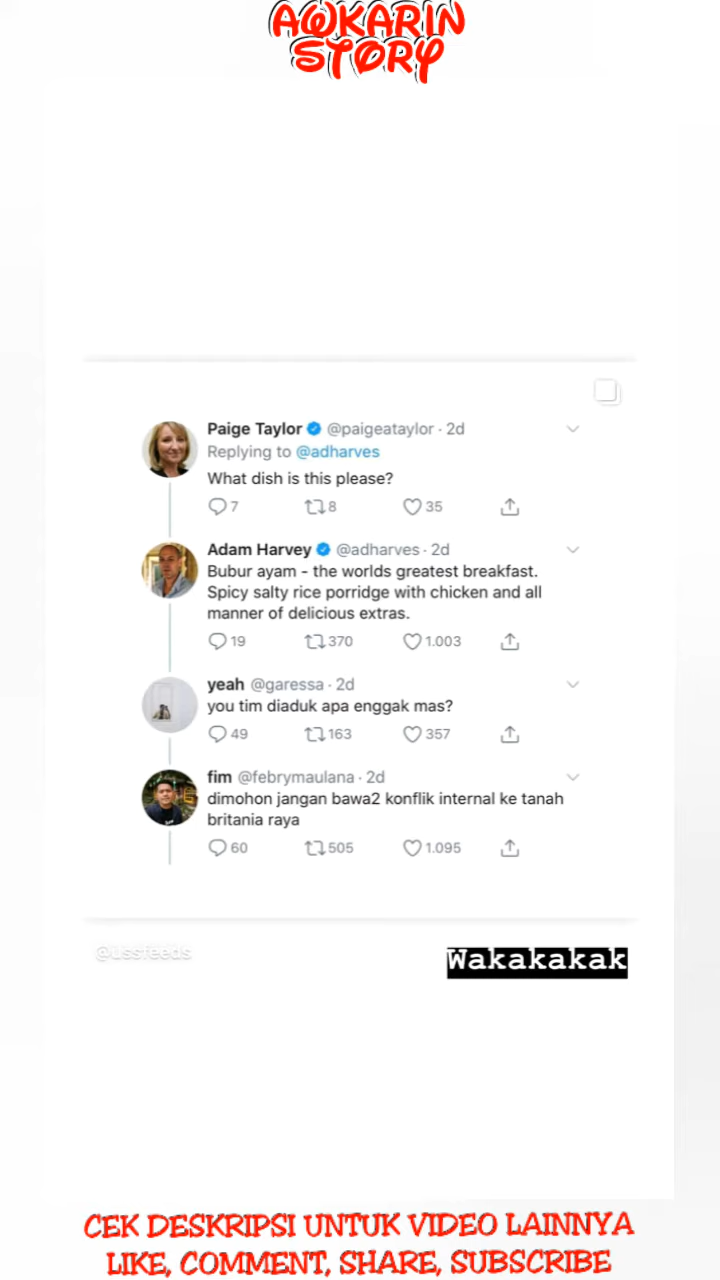 AWKARIN
STORY
Paige Taylor @paigeataylor · 2d
Replying to @adharves
What dish is this please?
7 8 35
Adam Harvey @adharves · 2d
Bubur ayam - the worlds greatest breakfast.
Spicy salty rice porridge with chicken and all
manner of delicious extras.
19 370 1.003
yeah @garessa · 2d
you tim diaduk apa enggak mas?
49 163 357
fim @febrymaulana · 2d
dimohon jangan bawa2 konflik internal ke tanah
britania raya
60 505 1.095
@issfeeds Wakakakak
CEK DESKRIPSI UNTUK VIDEO LAINNYA
LIKE, COMMENT, SHARE, SUBSCRIBE